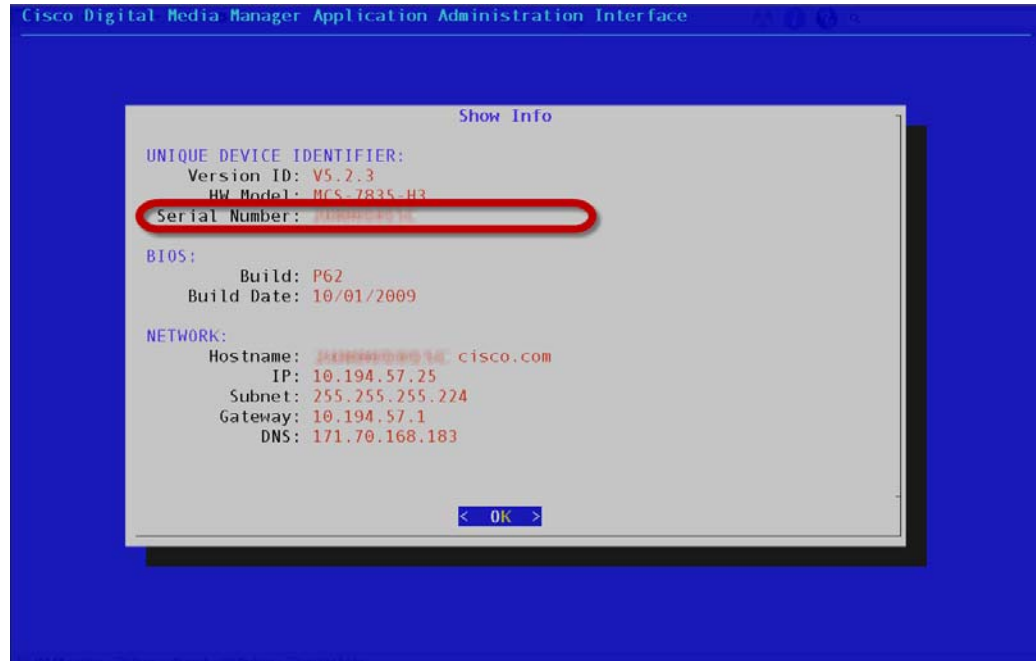 Cisco Digital Media Manager Application Administration Interface
Show Info
UNIQUE DEVICE IDENTIFIER:
Version ID: V5.2.3
HW Model: MCS-7835-H3
Serial Number:
BIOS:
Build: P62
Build Date: 10/01/2009
NETWORK:
Hostname: cisco.com
IP: 10.194.57.25
Subnet: 255.255.255.224
Gateway: 10.194.57.1
DNS: 171.70.168.183
< OK >